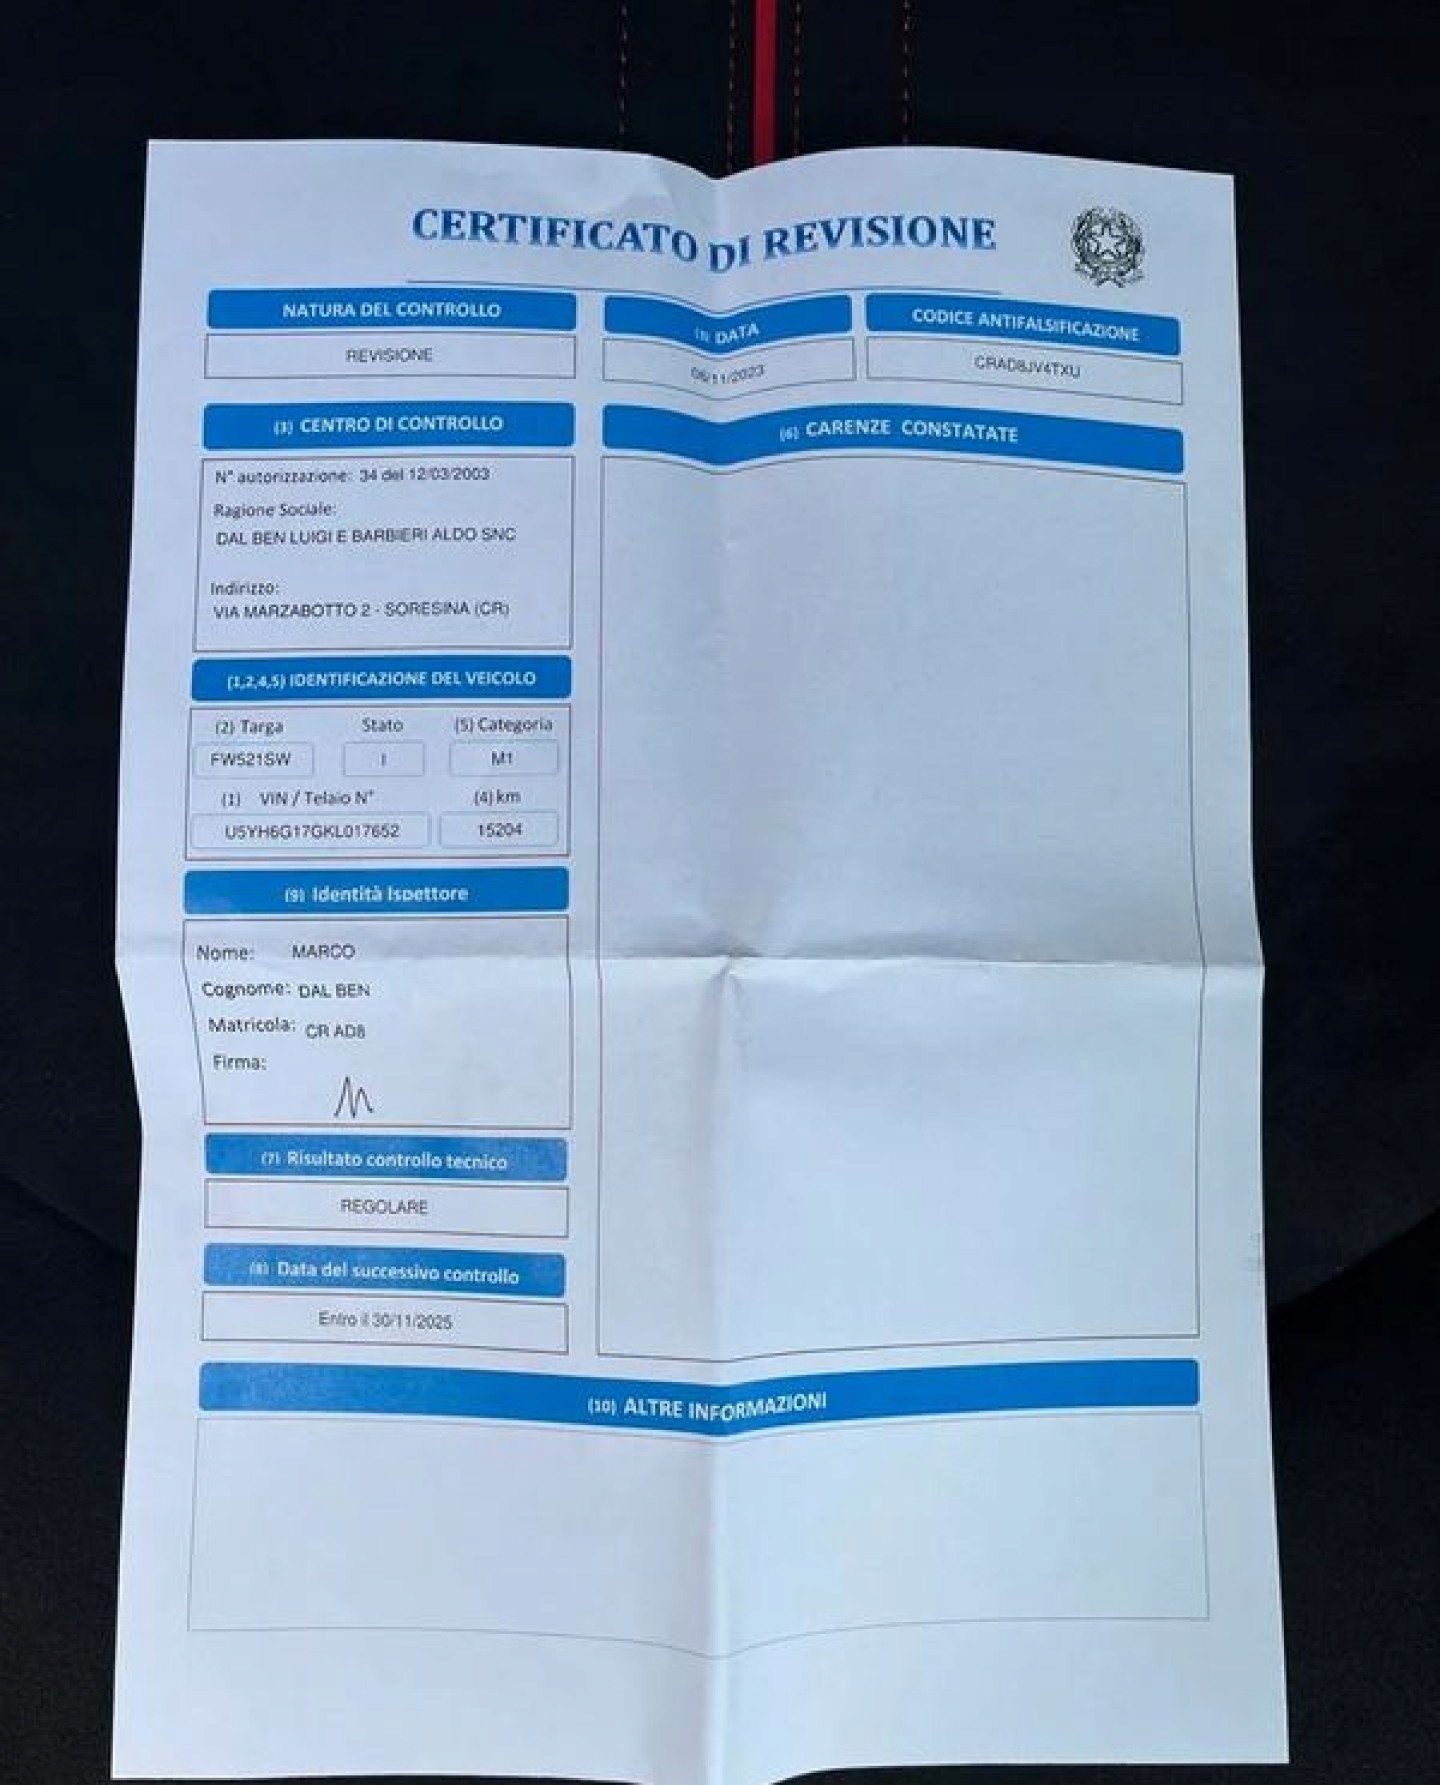 CERTIFICATO DI REVISIONE
NATURA DEL CONTROLLO
REVISIONE
(3) DATA
06/11/2023
CODICE ANTIFALSIFICAZIONE
CRAD8JV4TXU
(3) CENTRO DI CONTROLLO
N° autorizzazione: 34 del 12/03/2003
Ragione Sociale:
DAL BEN LUIGI E BARBIERI ALDO SNC
Indirizzo:
VIA MARZABOTTO 2 - SORESINA (CR)
(1,2,4,5) IDENTIFICAZIONE DEL VEICOLO
(2) Targa Stato (5) Categoria
FW521SW I M1
(1) VIN / Telaio N° (4) km
U5YH6G17GKL017652 15204
(9) Identità Ispettore
Nome: MARCO
Cognome: DAL BEN
Matricola: CR AD8
Firma:
(7) Risultato controllo tecnico
REGOLARE
(8) Data del successivo controllo
Entro il 30/11/2025
(6) CARENZE CONSTATATE
(10) ALTRE INFORMAZIONI